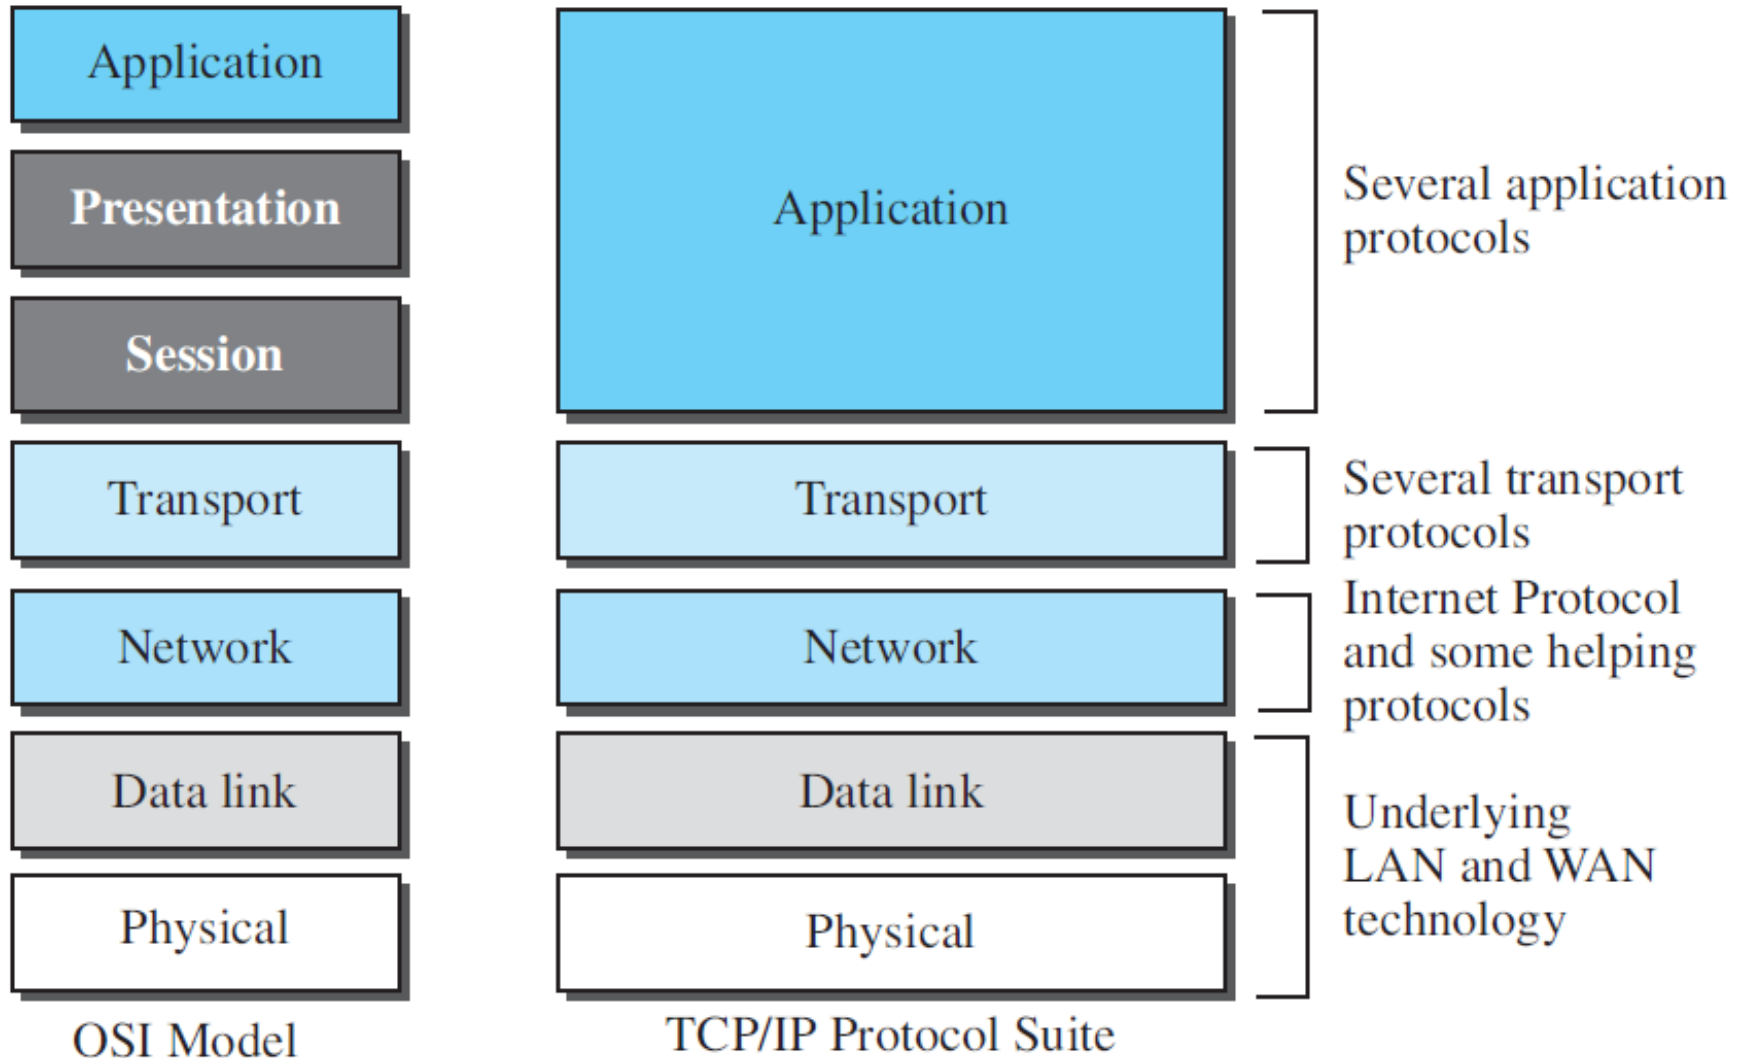 Application
Presentation
Session
Transport
Network
Data link
Physical
OSI Model
Application
Transport
Network
Data link
Physical
TCP/IP Protocol Suite
Several application
protocols
Several transport
protocols
Internet Protocol
and some helping
protocols
Underlying
LAN and WAN
technology